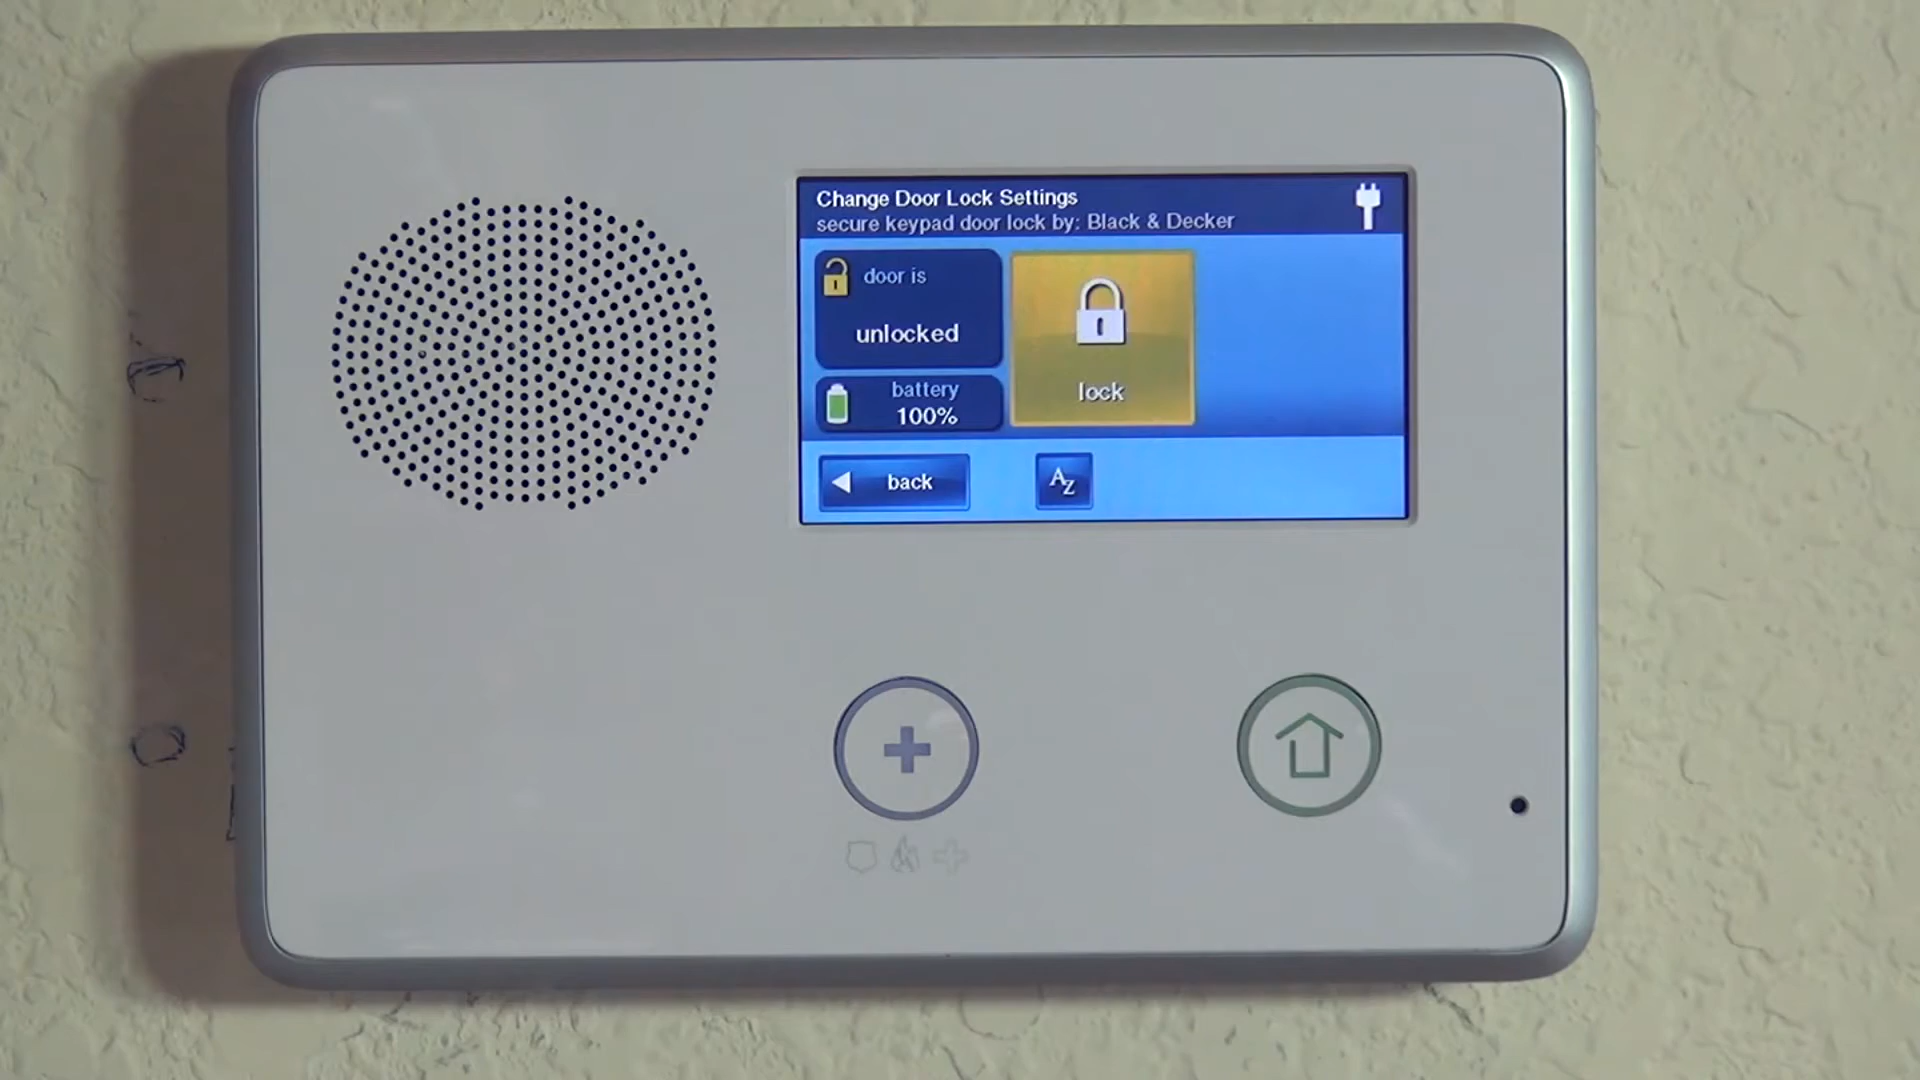 Change Door Lock Settings
secure keypad door lock by: Black & Decker
door is
unlocked
battery
100%
lock
back
AZ